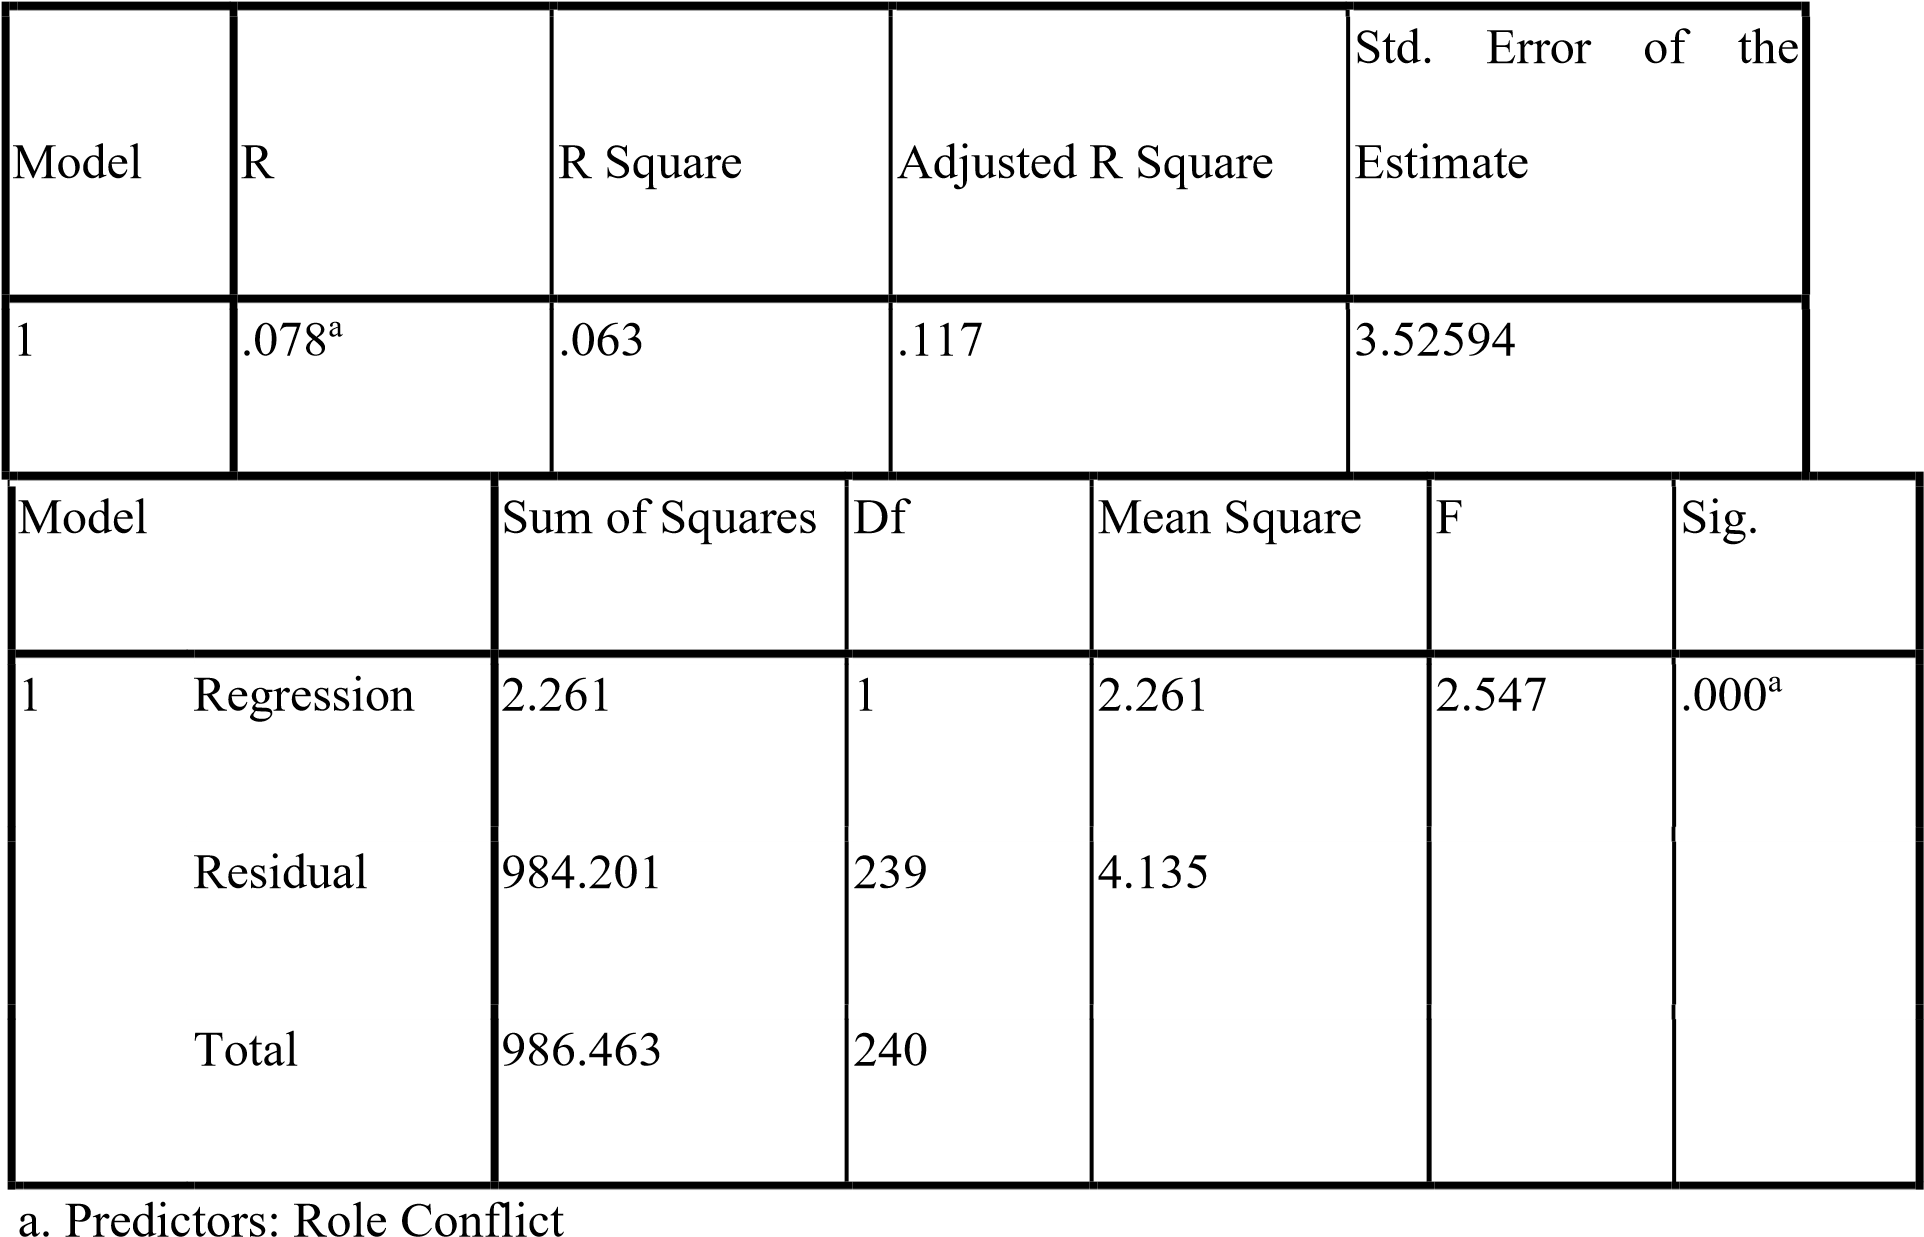 Model R R Square Adjusted R Square Std. Error of the Estimate
1 .078a .063 .117 3.52594
Model Sum of Squares Df Mean Square F Sig.
1 Regression 2.261 1 2.261 2.547 .000a
Residual 984.201 239 4.135
Total 986.463 240
a. Predictors: Role Conflict